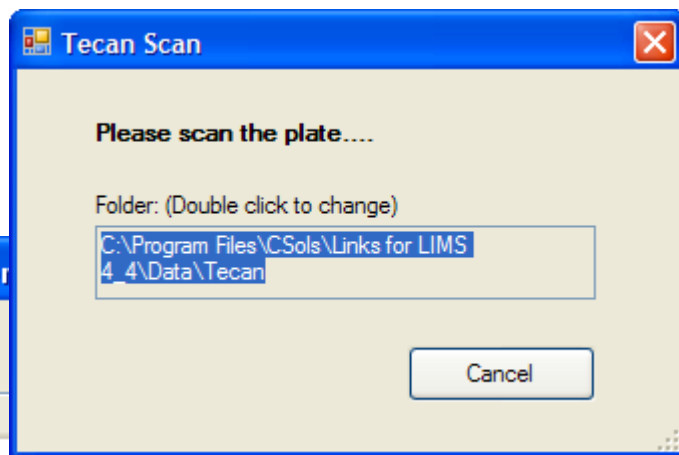 Tecan Scan
Please scan the plate....
Folder: (Double click to change)
C:\Program Files\CSols\Links for LIMS
4_4\Data\Tecan
Cancel